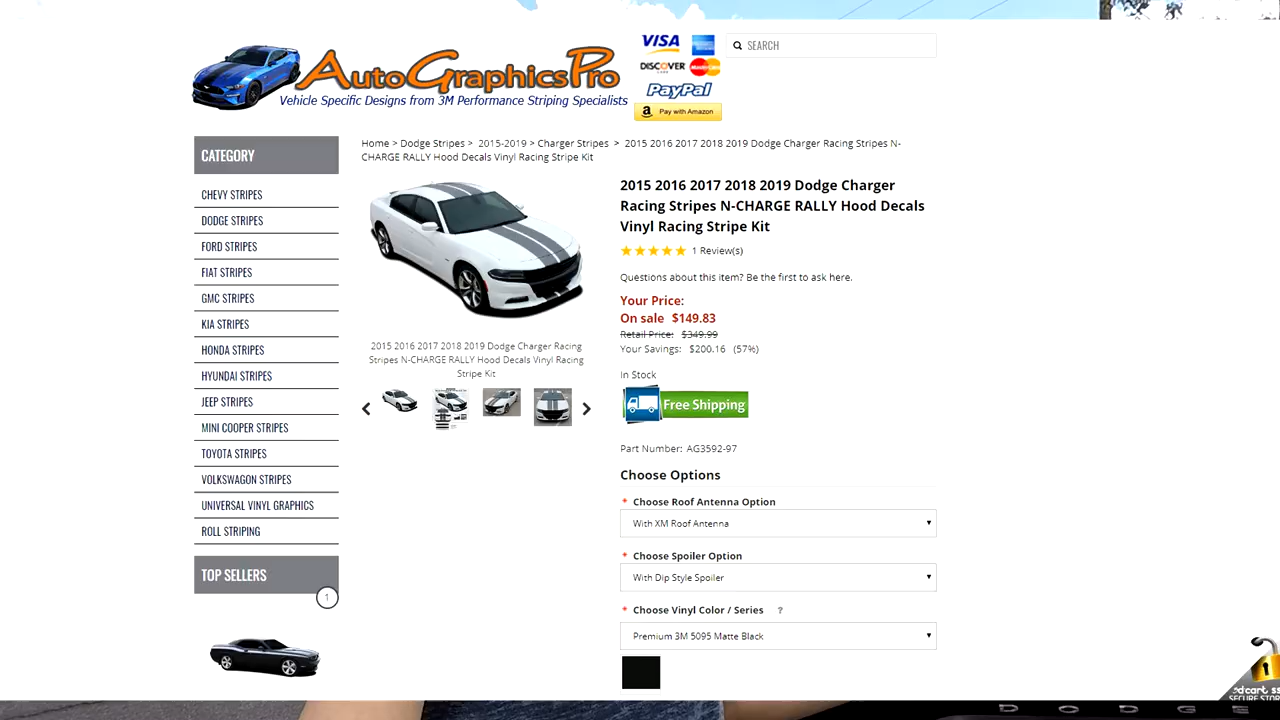 AutoGraphicsPro
Vehicle Specific Designs from 3M Performance Striping Specialists
VISA
AMERICAN EXPRESS
DISCOVER
MasterCard
PayPal
a Pay with Amazon
SEARCH
CATEGORY
CHEVY STRIPES
DODGE STRIPES
FORD STRIPES
FIAT STRIPES
GMC STRIPES
KIA STRIPES
HONDA STRIPES
HYUNDAI STRIPES
JEEP STRIPES
MINI COOPER STRIPES
TOYOTA STRIPES
VOLKSWAGON STRIPES
UNIVERSAL VINYL GRAPHICS
ROLL STRIPING
TOP SELLERS
1
Home > Dodge Stripes > 2015-2019 > Charger Stripes > 2015 2016 2017 2018 2019 Dodge Charger Racing Stripes N-
CHARGE RALLY Hood Decals Vinyl Racing Stripe Kit
2015 2016 2017 2018 2019 Dodge Charger
Stripes N-CHARGE RALLY Hood Decals Vinyl Racing
Stripe Kit
2015 2016 2017 2018 2019 Dodge Charger
Racing Stripes N-CHARGE RALLY Hood Decals
Vinyl Racing Stripe Kit
1 Review(s)
Questions about this item? Be the first to ask here.
Your Price:
On sale $149.83
Retail Price: $349.99
Your Savings: $200.16 (57%)
In Stock
Free Shipping
Part Number: AG3592-97
Choose Options
* Choose Roof Antenna Option
With XM Roof Antenna
* Choose Spoiler Option
With Dip Style Spoiler
* Choose Vinyl Color / Series ?
Premium 3M 5095 Matte Black
SECURE STOR
DODGE